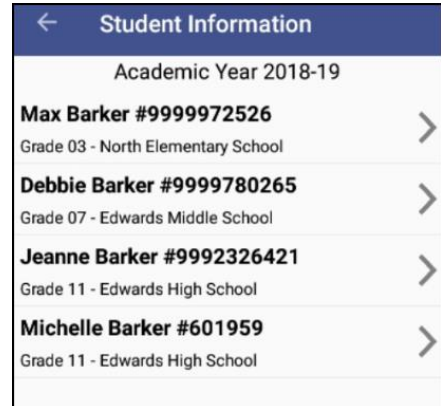 Student Information
Academic Year 2018-19
Max Barker #9999972526
Grade 03 - North Elementary School
Debbie Barker #9999780265
Grade 07 - Edwards Middle School
Jeanne Barker #9992326421
Grade 11 - Edwards High School
Michelle Barker #601959
Grade 11 - Edwards High School